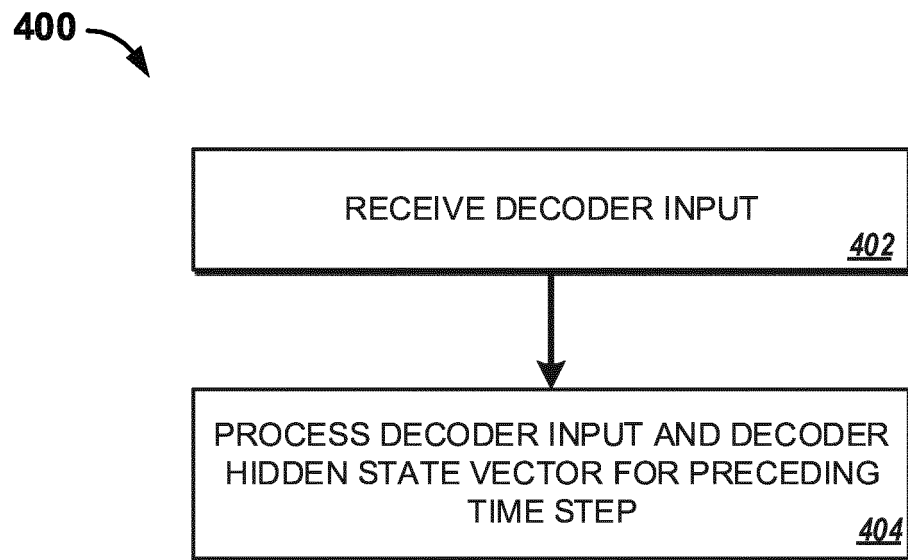 400
RECEIVE DECODER INPUT
402
PROCESS DECODER INPUT AND DECODER
HIDDEN STATE VECTOR FOR PRECEDING
TIME STEP
404